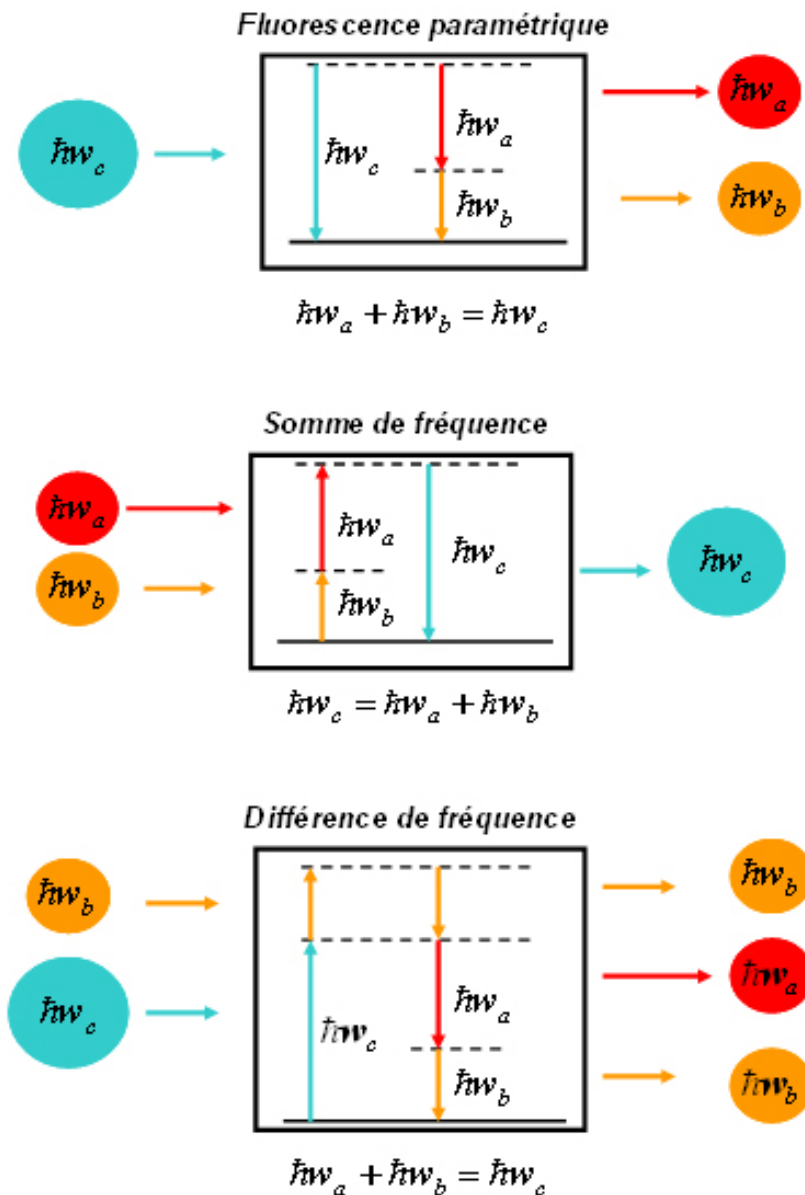 Fluorescence paramétrique
ħw_c
ħw_c
ħw_a
ħw_b
ħw_a
ħw_b
ħw_a + ħw_b = ħw_c
Somme de fréquence
ħw_a
ħw_b
ħw_a
ħw_b
ħw_c
ħw_c
ħw_c = ħw_a + ħw_b
Différence de fréquence
ħw_b
ħw_c
ħw_c
ħw_a
ħw_b
ħw_b
ħw_a
ħw_b
ħw_a + ħw_b = ħw_c